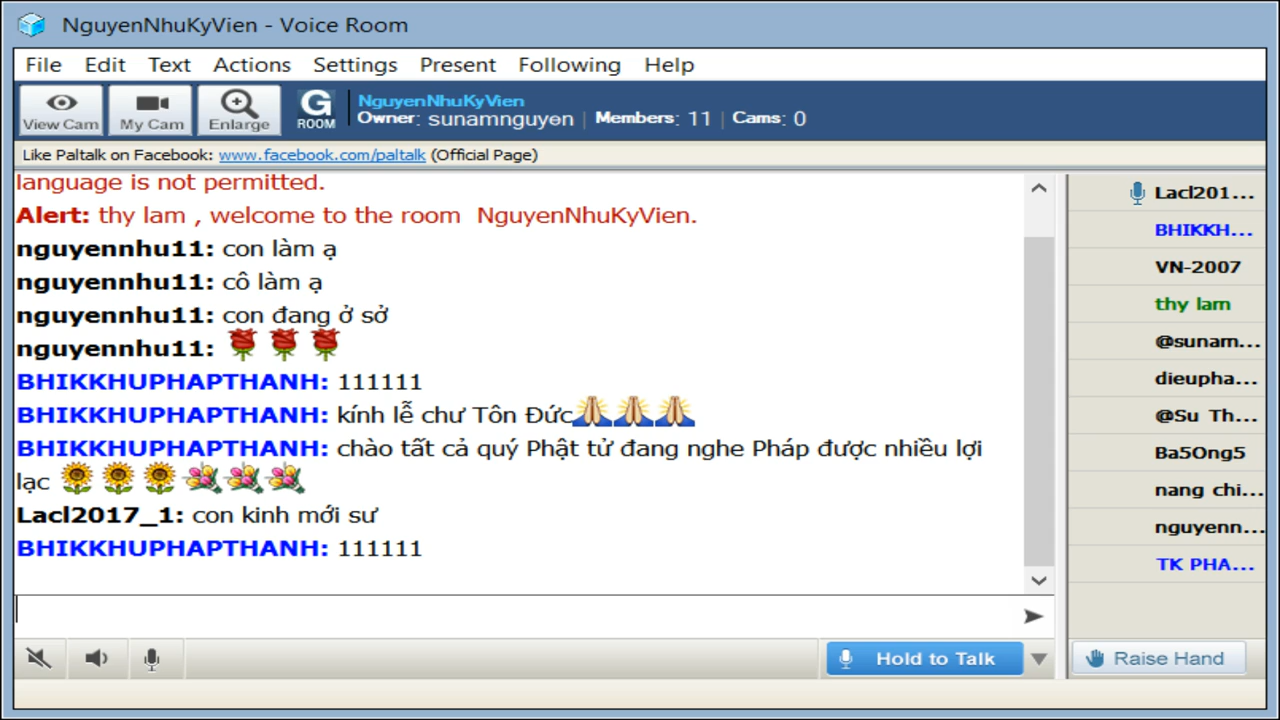 NguyenNhuKyVien - Voice Room
File Edit Text Actions Settings Present Following Help
View Cam My Cam Enlarge G ROOM
NguyenNhuKyVien
Owner: sunamnguyen | Members: 11 | Cams: 0
Like Paltalk on Facebook: www.facebook.com/paltalk (Official Page)
language is not permitted.
Alert: thy lam , welcome to the room NguyenNhuKyVien.
nguyennhu11: con làm ạ
nguyennhu11: cô làm ạ
nguyennhu11: con đang ở sở
nguyennhu11:
BHIKKHUPHAPTHANH: 111111
BHIKKHUPHAPTHANH: kính lễ chư Tôn Đức
BHIKKHUPHAPTHANH: chào tất cả quý Phật tử đang nghe Pháp được nhiều lợi
lạc
Lacl2017_1: con kinh mới sư
BHIKKHUPHAPTHANH: 111111
Lacl201...
BHIKKH...
VN-2007
thy lam
@sunam...
dieupha...
@Su Th...
Ba5Ong5
nang chi...
nguyenn...
TK PHA...
Hold to Talk
Raise Hand